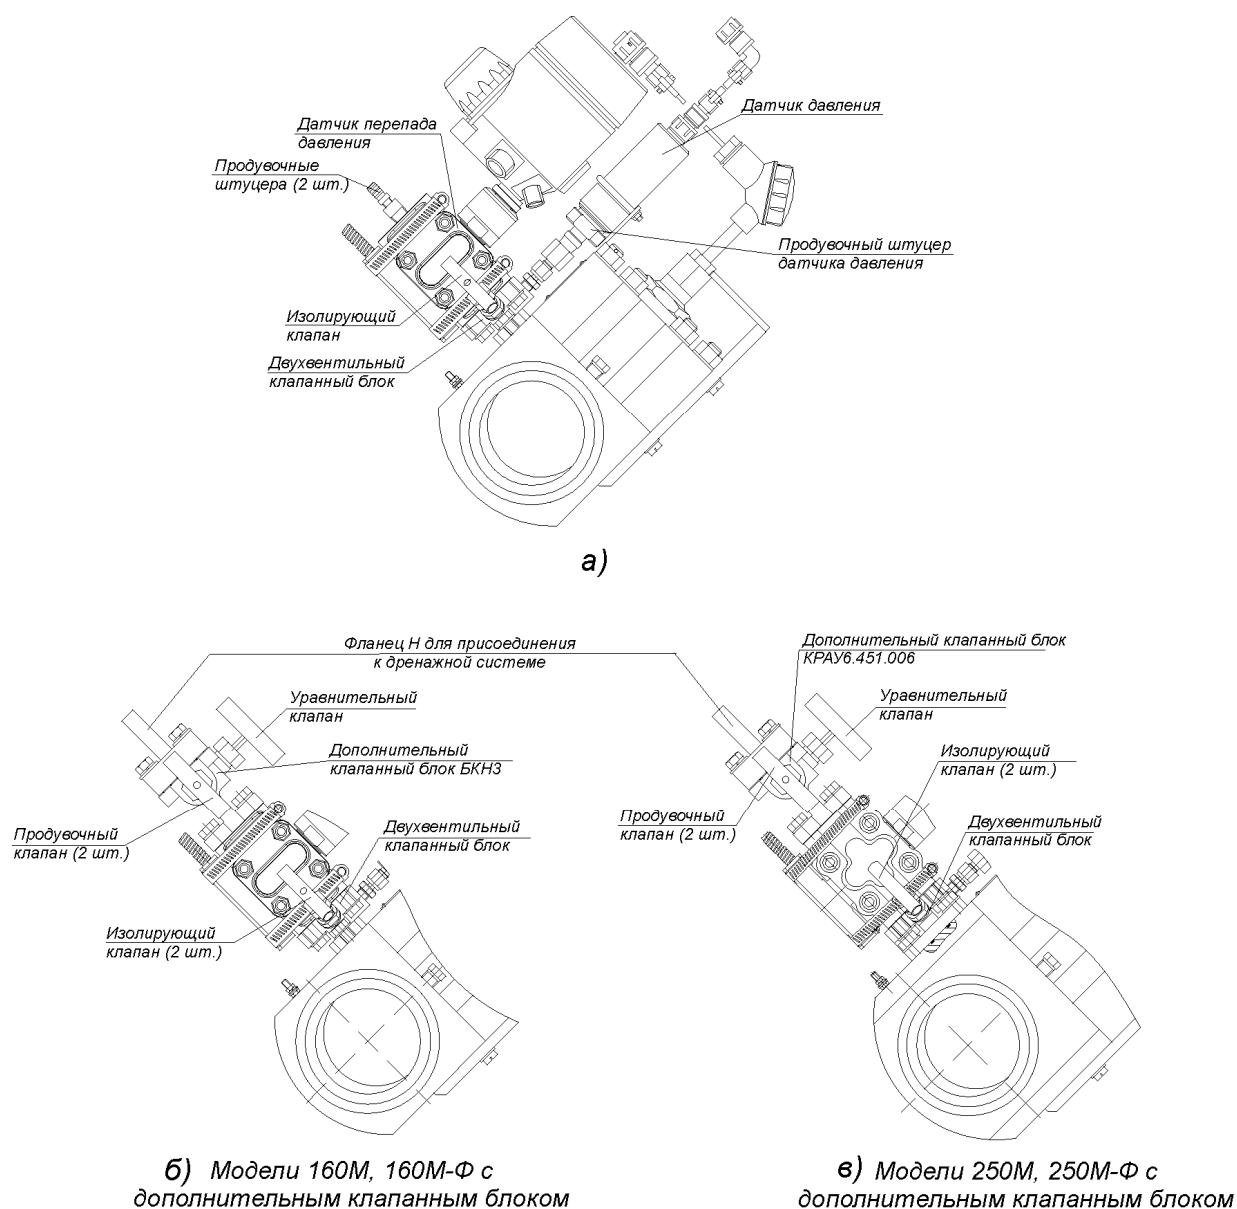 Датчик давления
Датчик перепада
давления
Продувочные
штуцера (2 шт.)
Продувочный штуцер
датчика давления
Изолирующий
клапан
Двухвентильный
клапанный блок
а)
Фланец Н для присоединения
к дренажной системе
Уравнительный
клапан
Дополнительный
клапанный блок БКН3
Продувочный
клапан (2 шт.)
Двухвентильный
клапанный блок
Изолирующий
клапан (2 шт.)
Дополнительный клапанный блок
КРАУ6.451.006
Уравнительный
клапан
Изолирующий
клапан (2 шт.)
Продувочный
клапан (2 шт.)
Двухвентильный
клапанный блок
б) Модели 160М, 160М-Ф с
дополнительным клапанным блоком
в) Модели 250М, 250М-Ф с
дополнительным клапанным блоком